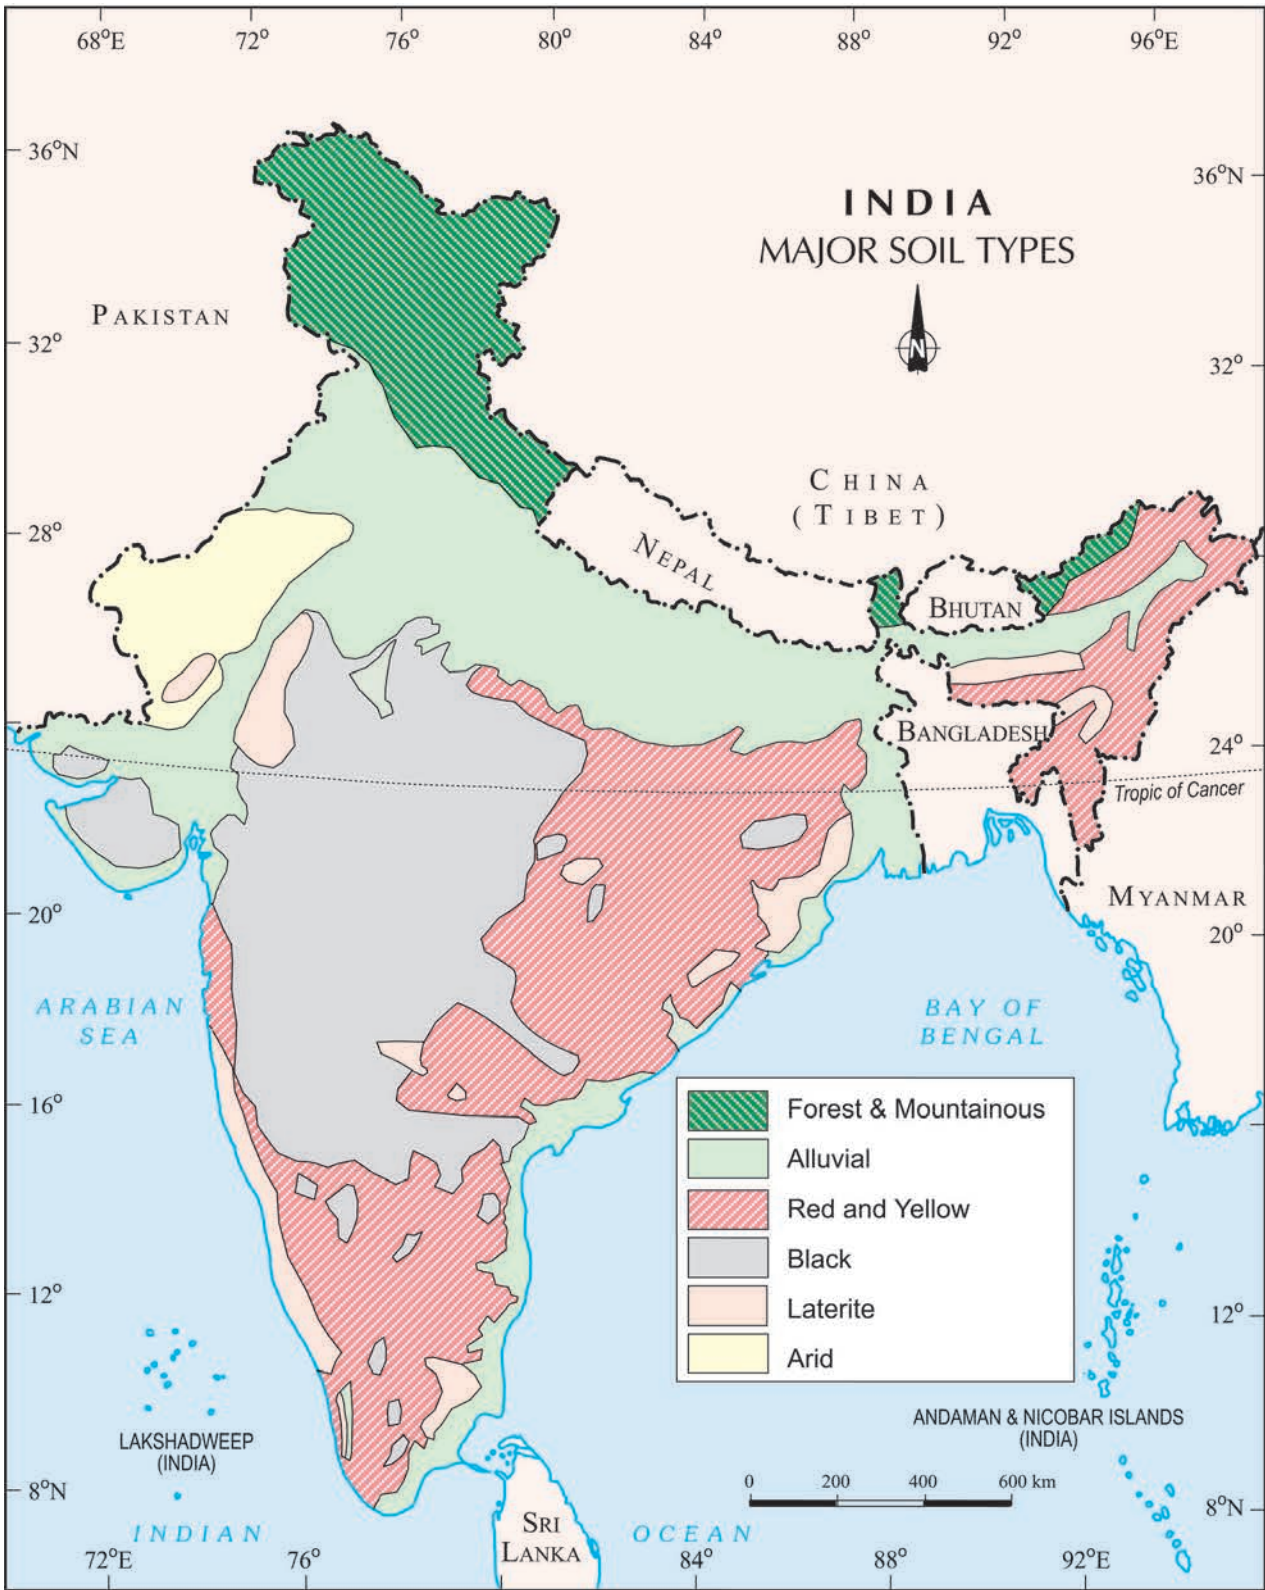 68°E 72° 76° 80° 84° 88° 92° 96°E
36°N
36°N
INDIA
MAJOR SOIL TYPES
N
PAKISTAN
32°
32°
CHINA
(TIBET)
28°
NEPAL
BHUTAN
BANGLADESH
24°
Tropic of Cancer
MYANMAR
20°
20°
ARABIAN
SEA
BAY OF
BENGAL
16°
Forest & Mountainous
Alluvial
Red and Yellow
Black
Laterite
Arid
12°
12°
LAKSHADWEEP
(INDIA)
ANDAMAN & NICOBAR ISLANDS
(INDIA)
0 200 400 600 km
8°N
8°N
SRI
LANKA
INDIAN OCEAN
72°E 76° 84° 88° 92°E